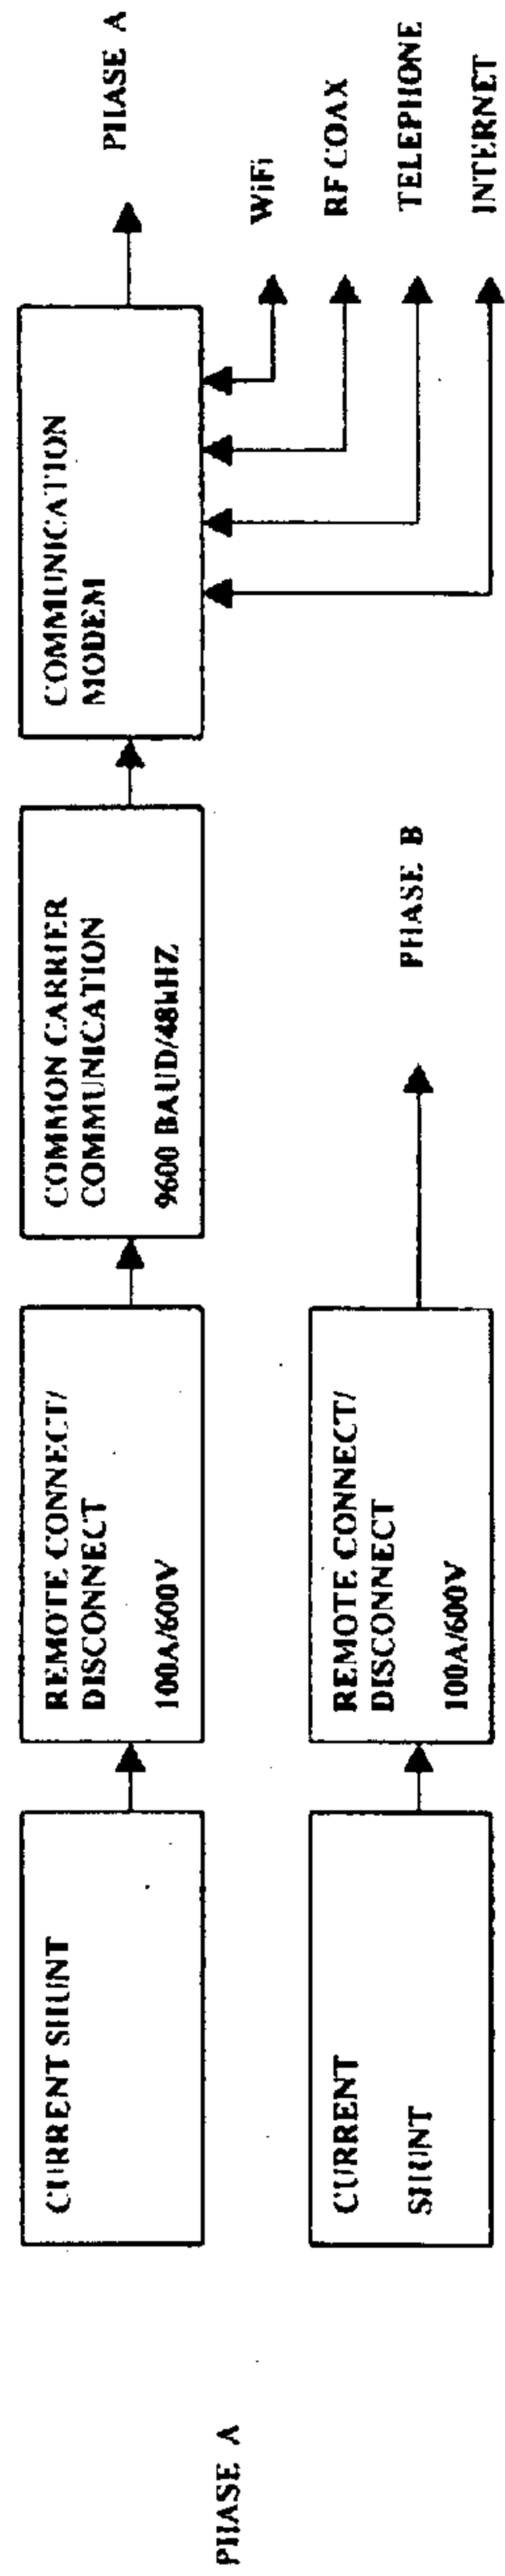 PHASE A
CURRENT SHUNT
REMOTE CONNECT/
DISCONNECT
100A/600V
COMMON CARRIER
COMMUNICATION
9600 BAUD/48kHZ
COMMUNICATION
MODEM
PHASE A
WiFi
RF COAX
TELEPHONE
INTERNET
CURRENT
SHUNT
REMOTE CONNECT/
DISCONNECT
100A/600V
PHASE B